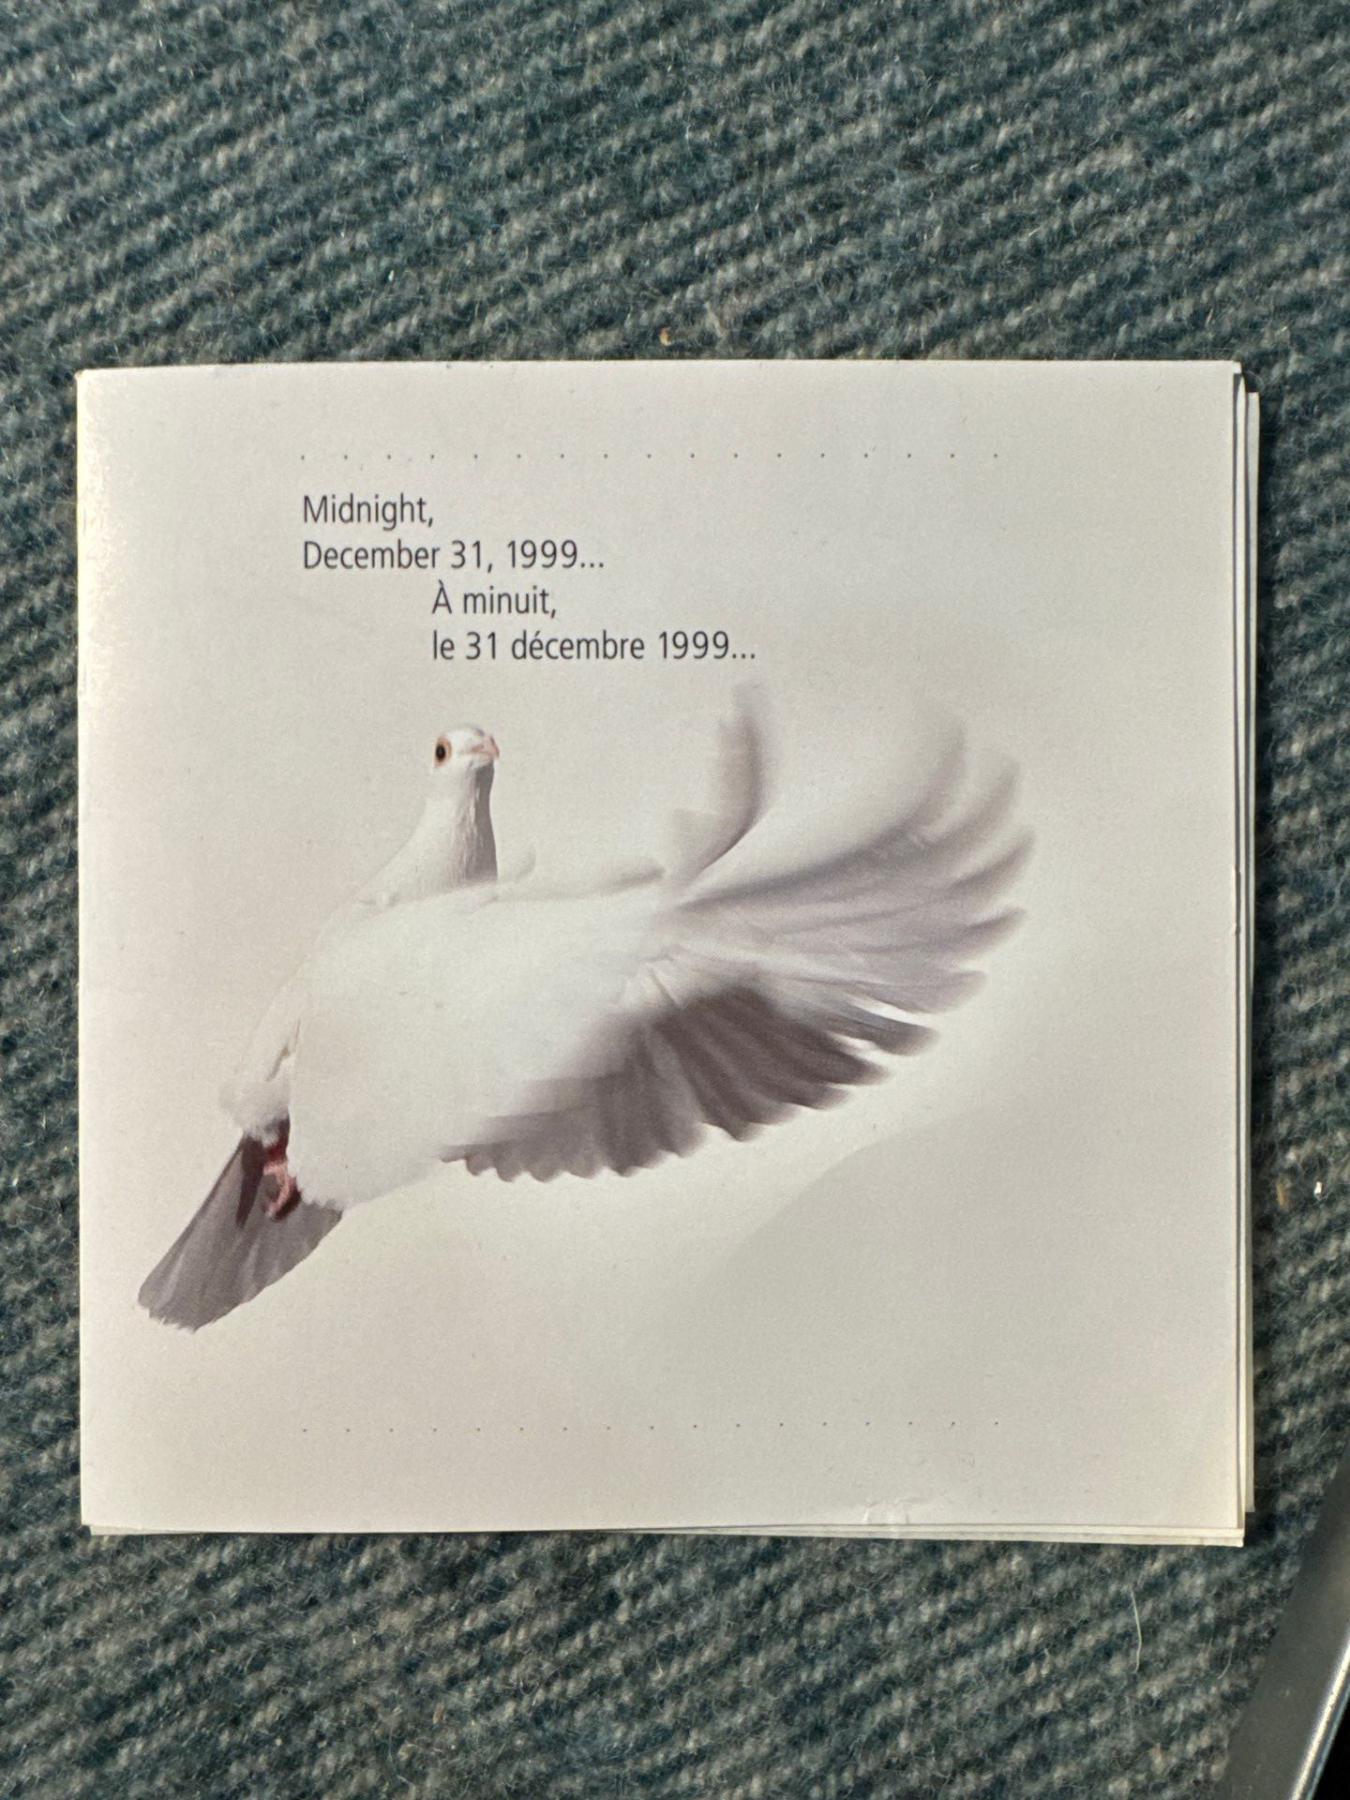 Midnight,
December 31, 1999...
À minuit,
le 31 décembre 1999...